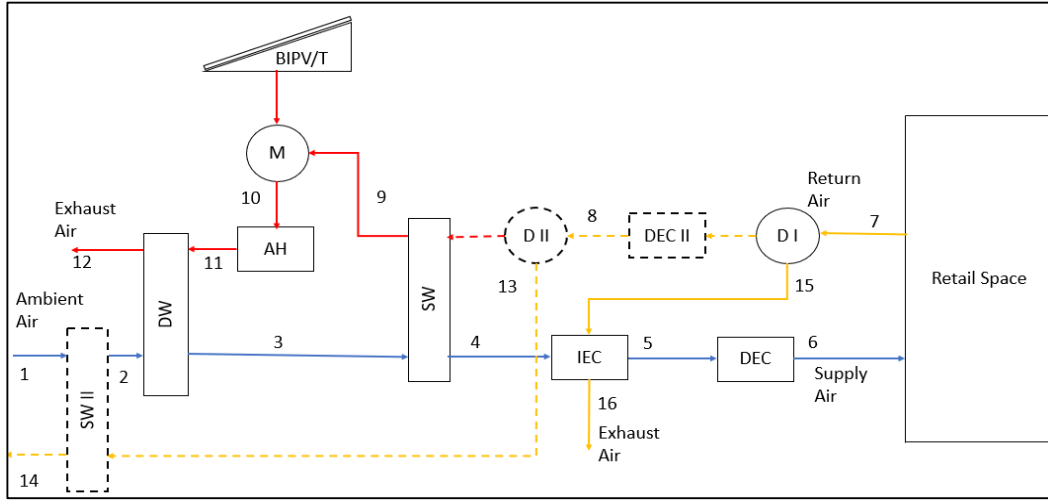 BIPV/T
M
10
9
8
Return
Air
7
Exhaust
Air
12
AH
11
D II
DEC II
D I
13
15
Retail Space
Ambient
Air
DW
SW
3
4
IEC
5
DEC
6
Supply
Air
1
2
SW II
16
Exhaust
Air
14